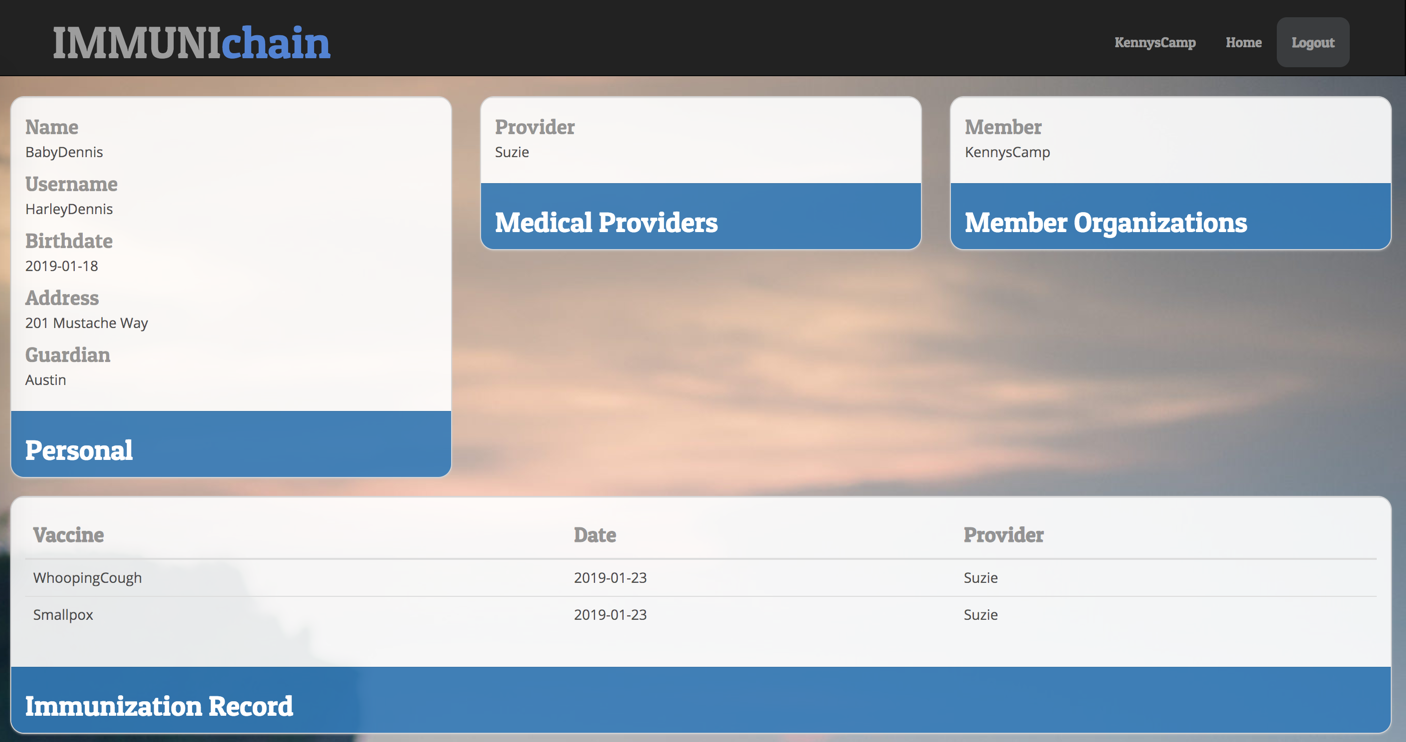 IMMUNIchain
KennysCamp Home Logout
Name
BabyDennis
Username
HarleyDennis
Birthdate
2019-01-18
Address
201 Mustache Way
Guardian
Austin
Personal
Provider
Suzie
Medical Providers
Member
KennysCamp
Member Organizations
Vaccine Date Provider
WhoopingCough 2019-01-23 Suzie
Smallpox 2019-01-23 Suzie
Immunization Record